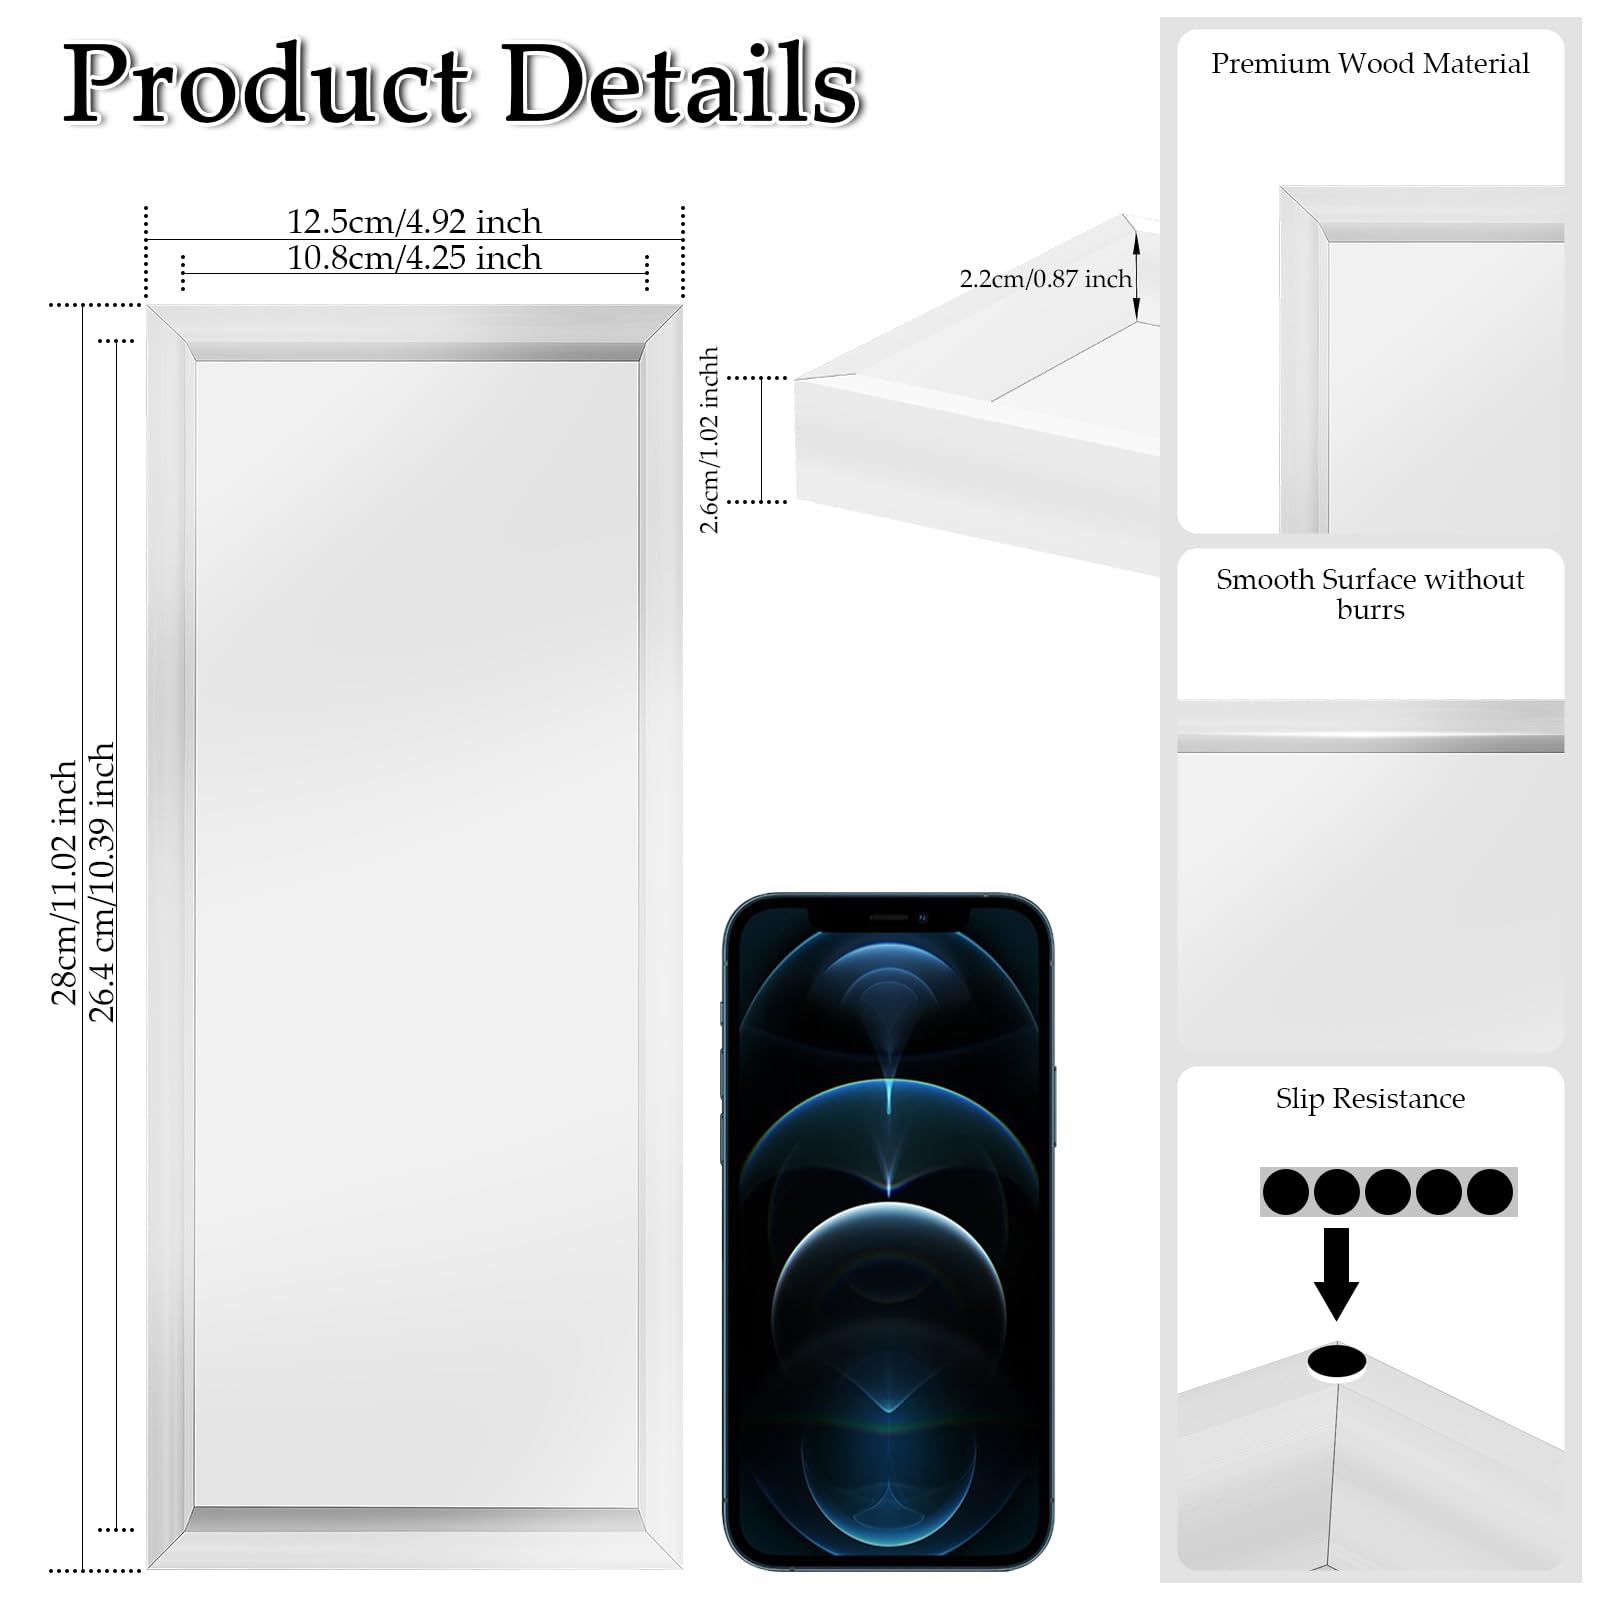 Product Details
12.5cm/4.92 inch
10.8cm/4.25 inch
28cm/11.02 inch
26.4 cm/10.39 inch
2.2cm/0.87 inch
2.6cm/1.02 inchh
Premium Wood Material
Smooth Surface without
burrs
Slip Resistance